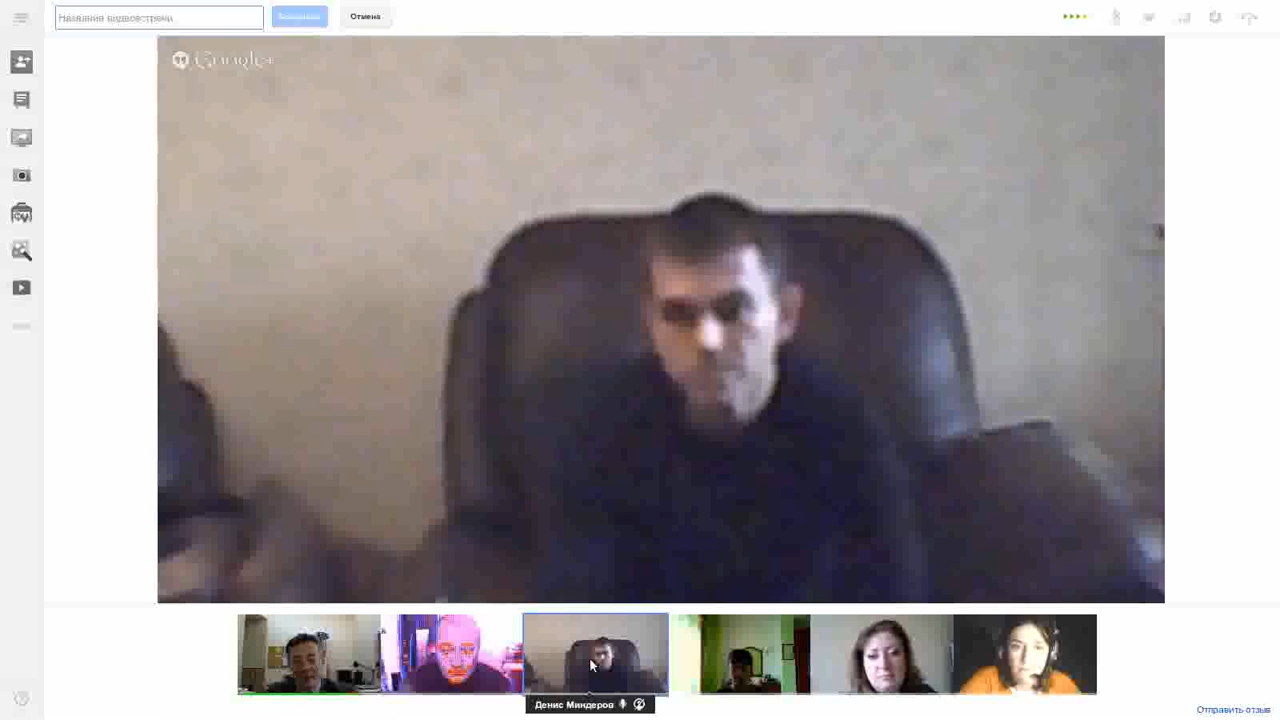 Название видеовстречи
Отмена
Google+
Денис Миндеров
Отправить отзыв